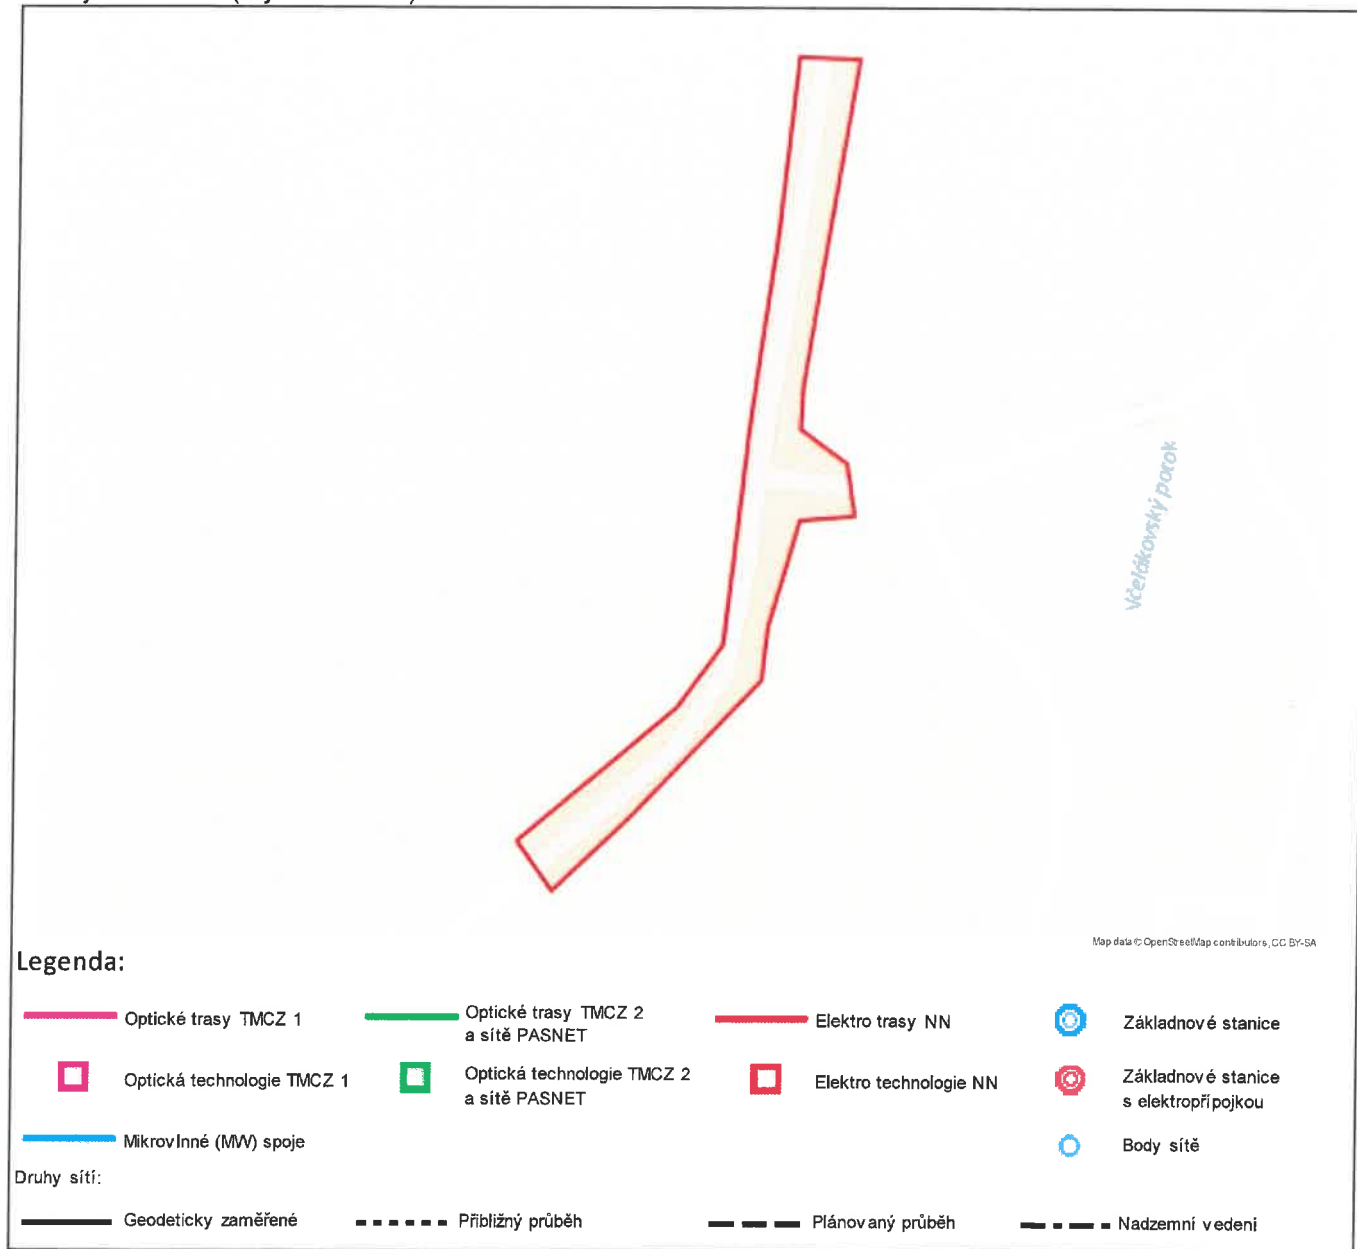 Včelákovský potok
Map data © OpenStreetMap contributors, CC BY-SA
Legenda:
Optické trasy TMCZ 1
Optické trasy TMCZ 2
a sítě PASNET
Elektro trasy NN
Základnové stanice
Optická technologie TMCZ 1
Optická technologie TMCZ 2
a sítě PASNET
Elektro technologie NN
Základnové stanice
s elektropřípojkou
Mikrovlnné (MW) spoje
Body sítě
Druhy sítí:
Geodeticky zaměřené
Přibližný průběh
Plánovaný průběh
Nadzemní vedení